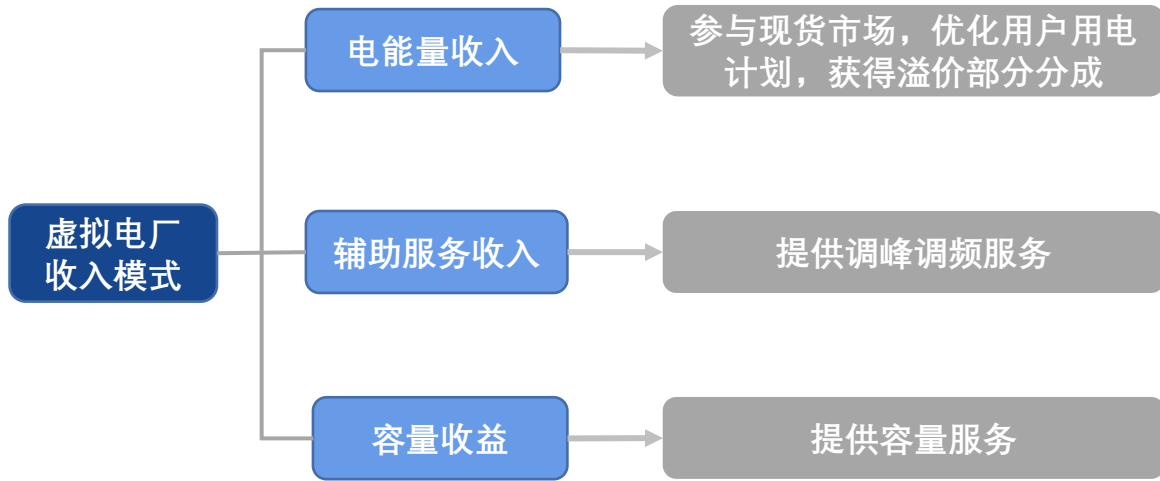 虚拟电厂
收入模式
电能量收入
参与现货市场，优化用户用电
计划，获得溢价部分分成
辅助服务收入
提供调峰调频服务
容量收益
提供容量服务